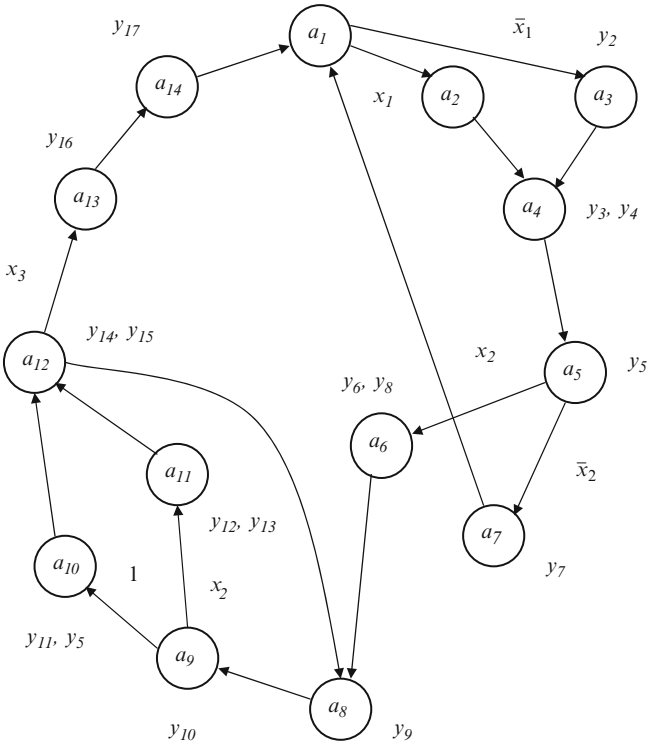 y₁₇
a₁
x̄₁
y₂
a₁₄
x₁
a₂
a₃
y₁₆
a₁₃
a₄
y₃, y₄
x₃
y₁₄, y₁₅
a₁₂
x₂
a₅
y₅
y₆, y₈
a₆
a₁₁
x̄₂
y₁₂, y₁₃
a₇
a₁₀
1
x₂
y₇
y₁₁, y₅
a₉
a₈
y₁₀
y₉